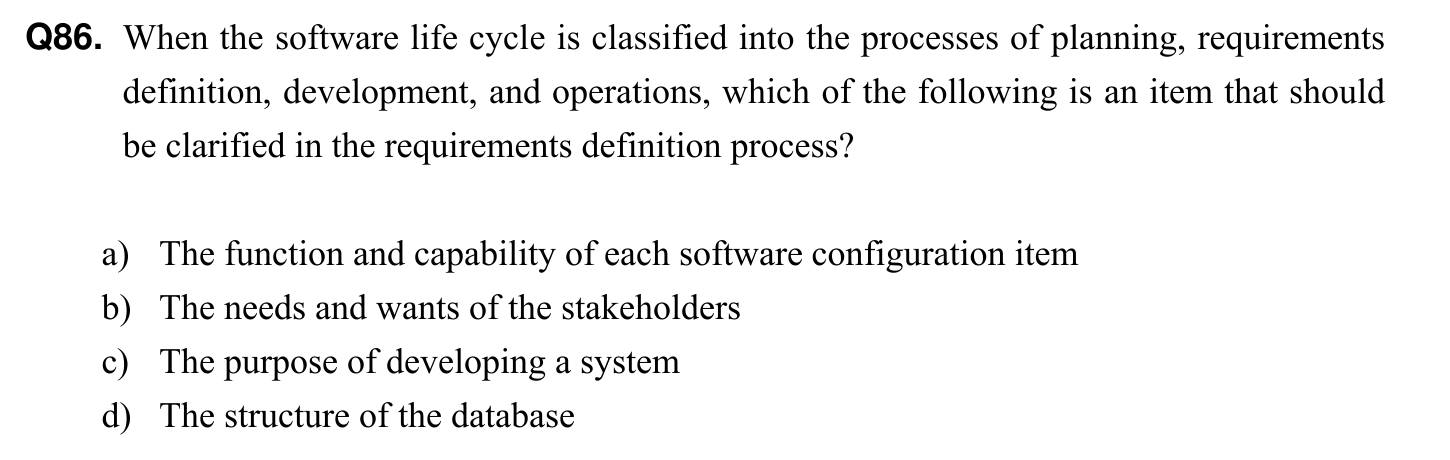 Q86. When the software life cycle is classified into the processes of planning, requirements
definition, development, and operations, which of the following is an item that should
be clarified in the requirements definition process?
a) The function and capability of each software configuration item
b) The needs and wants of the stakeholders
c) The purpose of developing a system
d) The structure of the database